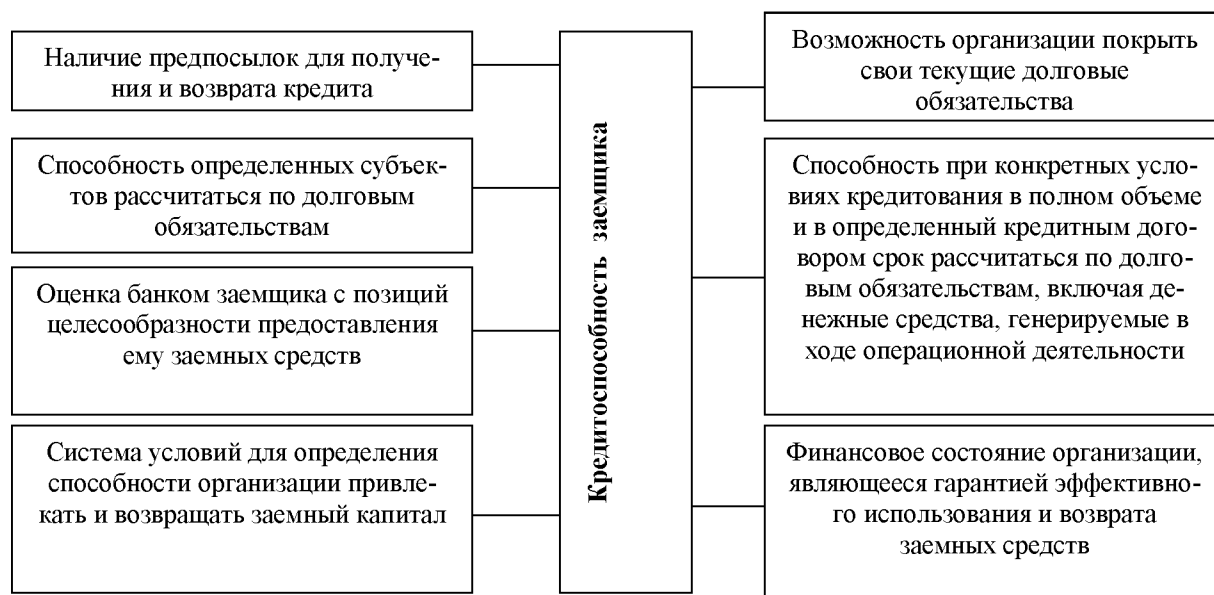 Наличие предпосылок для получе-
ния и возврата кредита
Способность определенных субъек-
тов рассчитаться по долговым
обязательствам
Оценка банком заемщика с позиций
целесообразности предоставления
ему заемных средств
Система условий для определения
способности организации привле-
кать и возвращать заемный капитал
Кредитоспособность заемщика
Возможность организации покрыть
свои текущие долговые
обязательства
Способность при конкретных усло-
виях кредитования в полном объеме
и в определенный кредитным дого-
вором срок рассчитаться по долго-
вым обязательствам, включая де-
нежные средства, генерируемые в
ходе операционной деятельности
Финансовое состояние организации,
являющееся гарантией эффективно-
го использования и возврата
заемных средств